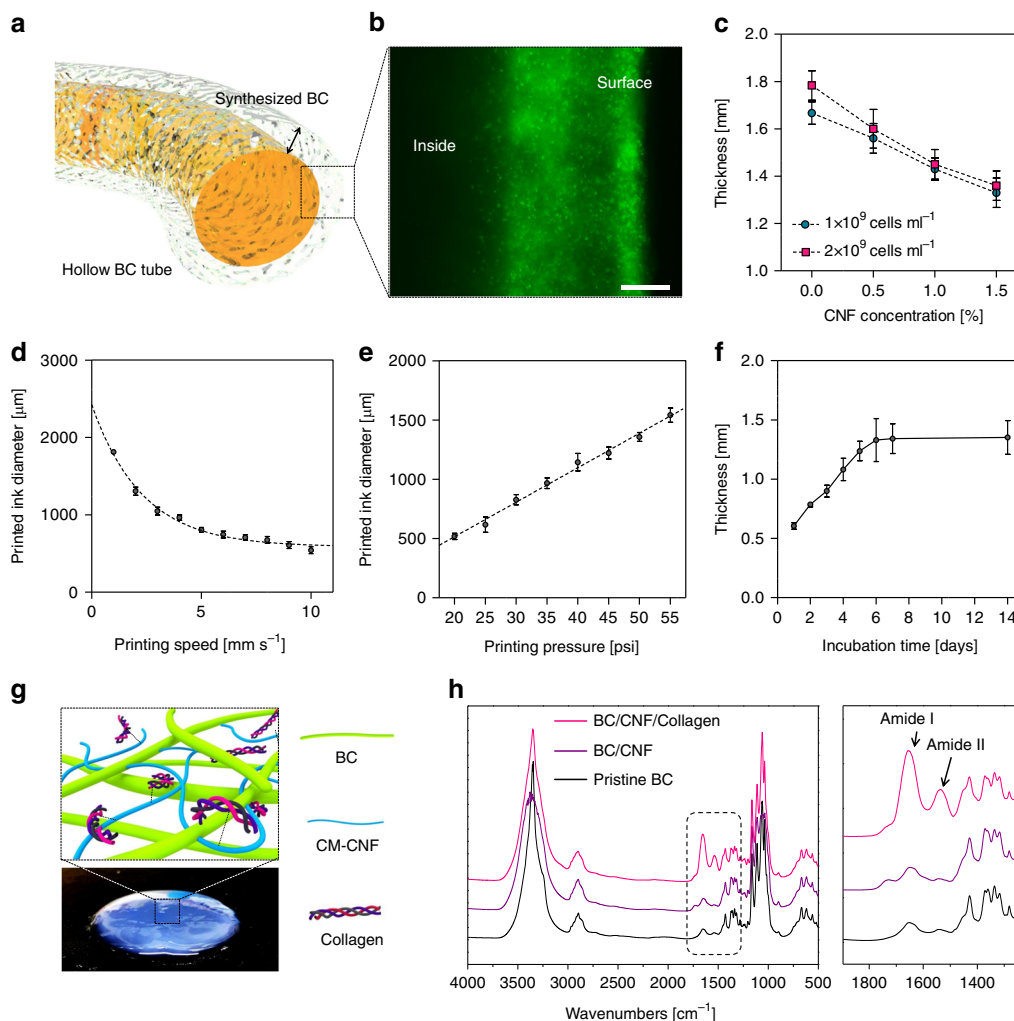 a
Synthesized BC
Hollow BC tube
b
Inside
Surface
c
Thickness [mm]
1.8
1.6
1.4
1.2
1.0
1×10⁹ cells ml⁻¹
2×10⁹ cells ml⁻¹
0.0 0.5 1.0 1.5
CNF concentration [%]
d
Printed ink diameter [μm]
3000
2000
1000
0
0 5 10
Printing speed [mm s⁻¹]
e
Printed ink diameter [μm]
2000
1500
1000
500
0
20 25 30 35 40 45 50 55
Printing pressure [psi]
f
Thickness [mm]
2.0
1.5
1.0
0.5
0.0
0 2 4 6 8 10 12 14
Incubation time [days]
g
BC
CM-CNF
Collagen
h
BC/CNF/Collagen
BC/CNF
Pristine BC
4000 3500 3000 2500 2000 1500 1000 500
Wavenumbers [cm⁻¹]
Amide I
Amide II
1800 1600 1400